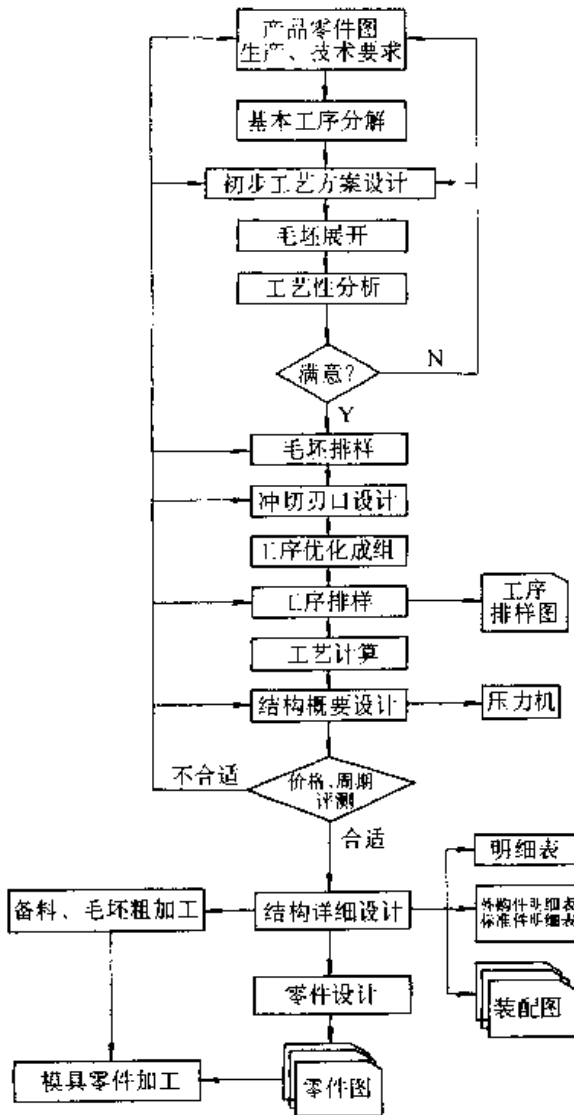 产品零件图
生产、技术要求
基本工序分解
初步工艺方案设计
毛坯展开
工艺性分析
满意?
N
Y
毛坯排样
冲切刃口设计
工序优化成组
工序排样
工序
排样图
工艺计算
结构概要设计
压力机
不合适
价格、周期
评测
合适
明细表
备料、毛坯粗加工
结构详细设计
外购件明细表
标准件明细表
零件设计
装配图
模具零件加工
零件图